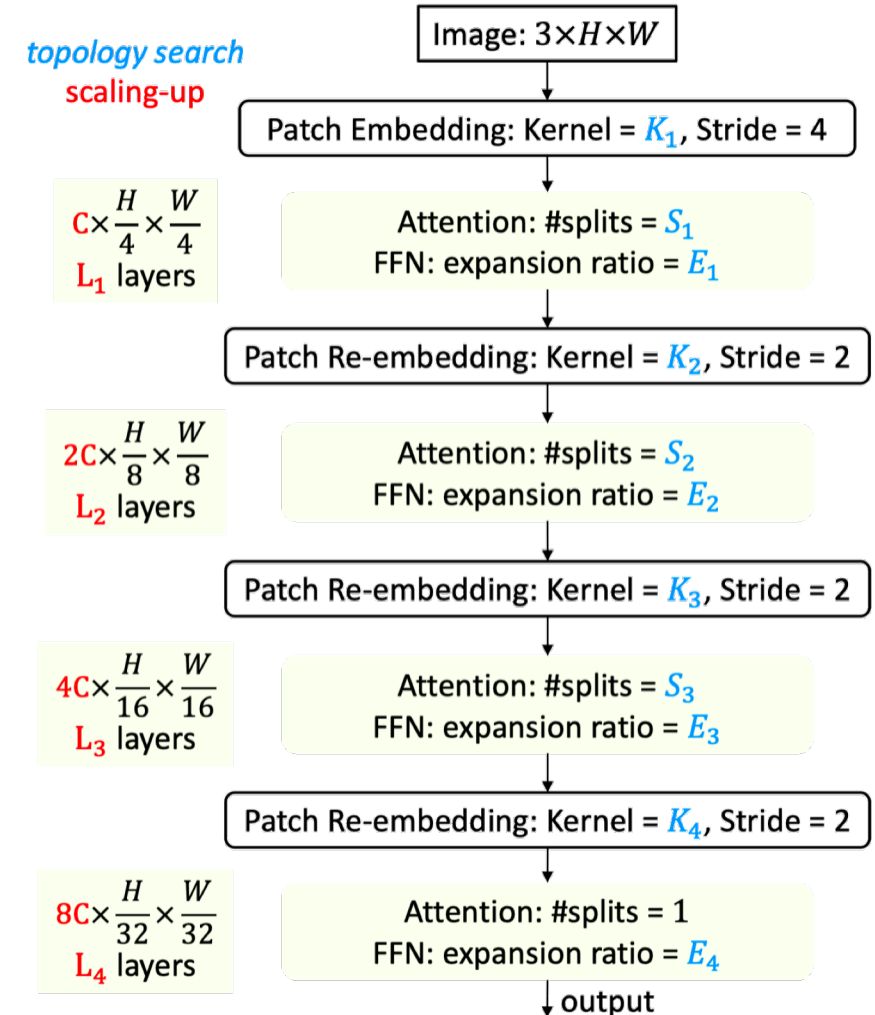 Image: 3×H×W
topology search
scaling-up
Patch Embedding: Kernel = K₁, Stride = 4
C×H/4×W/4
L₁ layers
Attention: #splits = S₁
FFN: expansion ratio = E₁
Patch Re-embedding: Kernel = K₂, Stride = 2
2C×H/8×W/8
L₂ layers
Attention: #splits = S₂
FFN: expansion ratio = E₂
Patch Re-embedding: Kernel = K₃, Stride = 2
4C×H/16×W/16
L₃ layers
Attention: #splits = S₃
FFN: expansion ratio = E₃
Patch Re-embedding: Kernel = K₄, Stride = 2
8C×H/32×W/32
L₄ layers
Attention: #splits = 1
FFN: expansion ratio = E₄
output